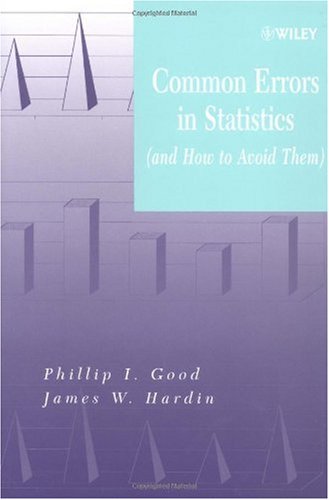 WILEY
Common Errors
in Statistics
(and How to Avoid Them)
Phillip I. Good
James W. Hardin